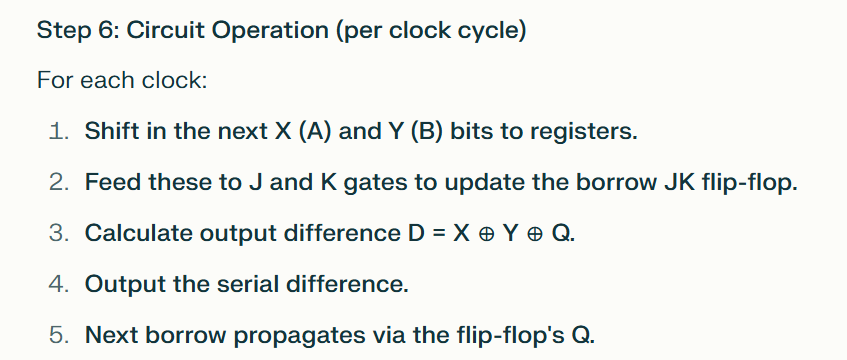 Step 6: Circuit Operation (per clock cycle)
For each clock:
1. Shift in the next X (A) and Y (B) bits to registers.
2. Feed these to J and K gates to update the borrow JK flip-flop.
3. Calculate output difference D = X ⊕ Y ⊕ Q.
4. Output the serial difference.
5. Next borrow propagates via the flip-flop's Q.